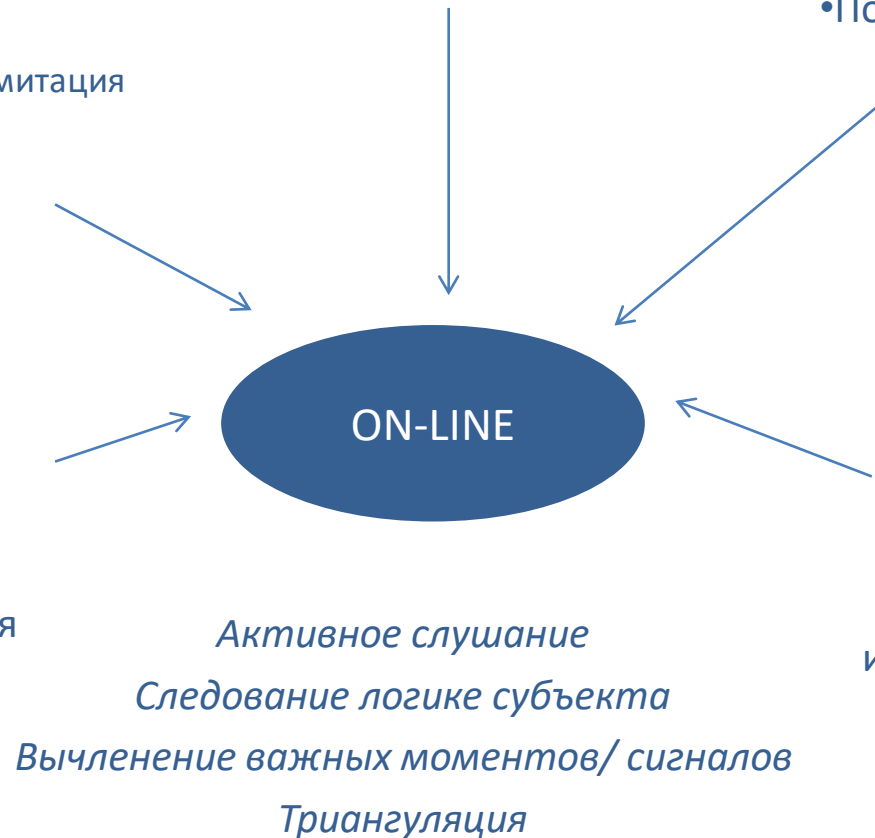 •По
митация
ON-LINE
я
Активное слушание
и
Следование логике субъекта
Вычленение важных моментов/ сигналов
Триангуляция